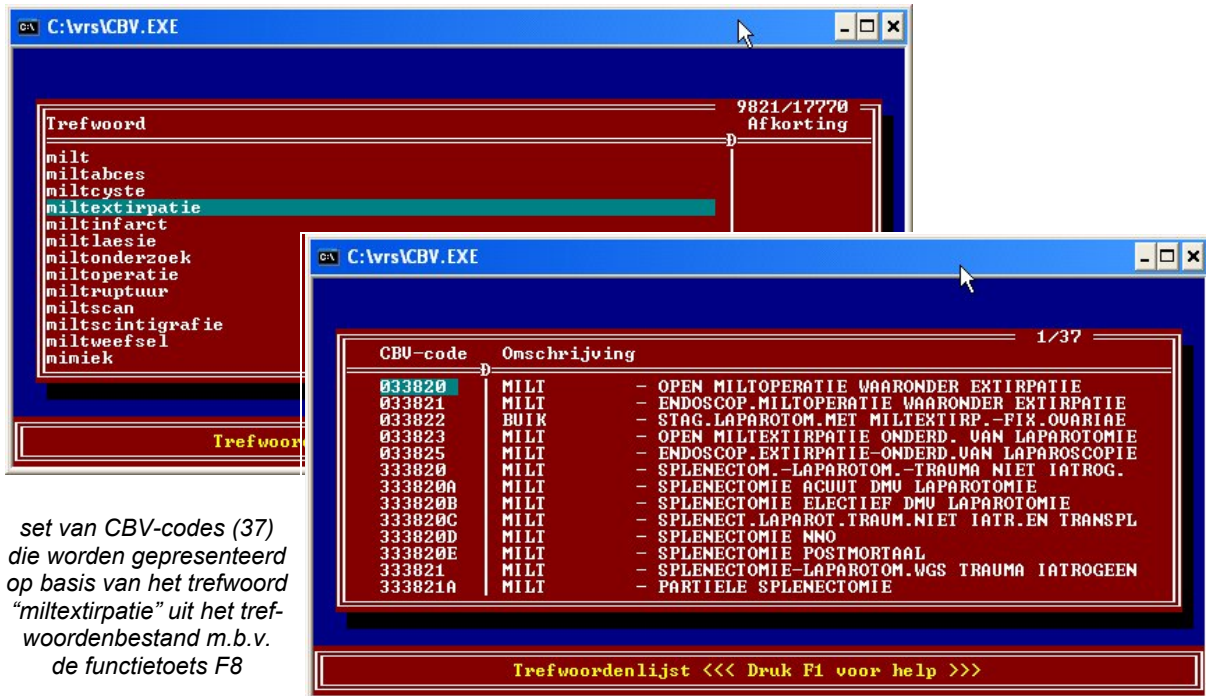 C:\vrs\CBV.EXE
9821/17770
Trefwoord Afkorting
milt
miltabces
miltcyste
miltextirpatie
miltinfarct
miltlaesie
miltonderzoek
miltoperatie
miltruptuur
miltscan
miltscintigrafie
miltweefsel
mimiek
Trefwoor
C:\vrs\CBV.EXE
1/37
CBV-code Omschrijving
033820 MILT - OPEN MILTOPERATIE WAARONDER EXTIRPATIE
033821 MILT - ENDOSCOP.MILTOPERATIE WAARONDER EXTIRPATIE
033822 BUIK - STAG.LAPAROTOM.MET MILTEXTIRP.-FIX.OVARIAE
033823 MILT - OPEN MILTEXTIRPATIE ONDERD. VAN LAPAROTOMIE
033825 MILT - ENDOSCOP.EXTIRPATIE-ONDERD.VAN LAPAROSCOPIE
333820 MILT - SPLENECTOM.-LAPAROTOM.-TRAUMA NIET IATROG.
333820A MILT - SPLENECTOMIE ACUUT DMV LAPAROTOMIE
333820B MILT - SPLENECTOMIE ELECTIEF DMV LAPAROTOMIE
333820C MILT - SPLENECT.LAPAROT.TRAUM.NIET IATR.EN TRANSPL
333820D MILT - SPLENECTOMIE NNO
333820E MILT - SPLENECTOMIE POSTMORTAAL
333821 MILT - SPLENECTOMIE-LAPAROTOM.WGS TRAUMA IATROGEEN
333821A MILT - PARTIELE SPLENECTOMIE
Trefwoordenlijst <<< Druk F1 voor help >>>
set van CBV-codes (37)
die worden gepresenteerd
op basis van het trefwoord
“miltextirpatie” uit het tref-
woordenbestand m.b.v.
de functietoets F8